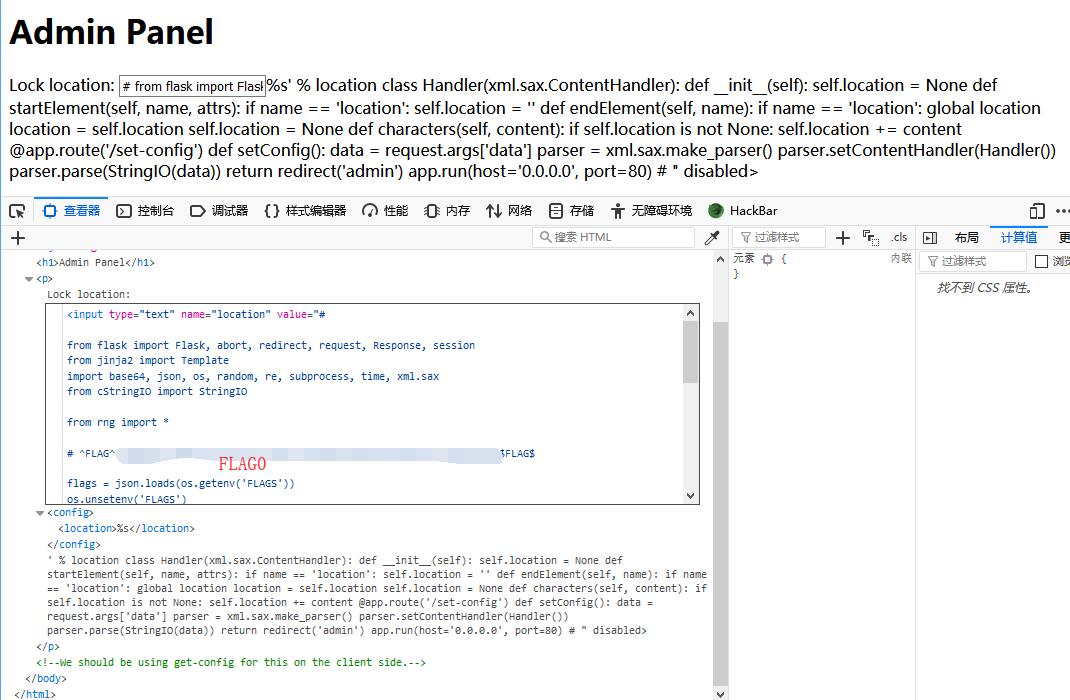 Admin Panel
Lock location: # from flask import Flask %s' % location class Handler(xml.sax.ContentHandler): def __init__(self): self.location = None def
startElement(self, name, attrs): if name == 'location': self.location = '' def endElement(self, name): if name == 'location': global location
location = self.location self.location = None def characters(self, content): if self.location is not None: self.location += content
@app.route('/set-config') def setConfig(): data = request.args['data'] parser = xml.sax.make_parser() parser.setContentHandler(Handler())
parser.parse(StringIO(data)) return redirect('admin') app.run(host='0.0.0.0', port=80) # " disabled>
查看器 控制台 调试器 样式编辑器 性能 内存 网络 存储 无障碍环境 HackBar
搜索 HTML 过滤样式 .cls 布局 计算值 更
<h1>Admin Panel</h1>
元素 { 内联
}
过滤样式 浏览
找不到 CSS 属性。
<p>
Lock location:
<input type="text" name="location" value="#
from flask import Flask, abort, redirect, request, Response, session
from jinja2 import Template
import base64, json, os, random, re, subprocess, time, xml.sax
from cStringIO import StringIO
from rng import *
# ^FLAG^ $FLAG$
FLAG0
flags = json.loads(os.getenv('FLAGS'))
os.unsetenv('FLAGS')
<config>
<location>%s</location>
</config>
' % location class Handler(xml.sax.ContentHandler): def __init__(self): self.location = None def
startElement(self, name, attrs): if name == 'location': self.location = '' def endElement(self, name): if name
== 'location': global location location = self.location self.location = None def characters(self, content): if
self.location is not None: self.location += content @app.route('/set-config') def setConfig(): data =
request.args['data'] parser = xml.sax.make_parser() parser.setContentHandler(Handler())
parser.parse(StringIO(data)) return redirect('admin') app.run(host='0.0.0.0', port=80) # " disabled>
</p>
<!--We should be using get-config for this on the client side.-->
</body>
</html>